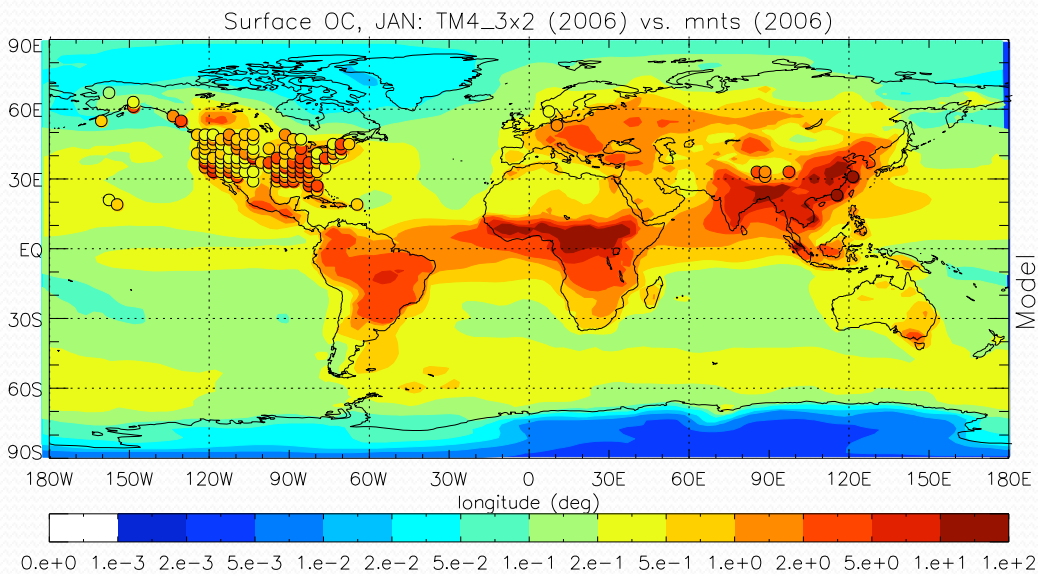 Surface OC, JAN: TM4_3x2 (2006) vs. mnts (2006)
90E
60E
30E
EQ
30S
60S
90S
Model
180W 150W 120W 90W 60W 30W 0 30E 60E 90E 120E 150E 180E
longitude (deg)
0.e+0 1.e-3 2.e-3 5.e-3 1.e-2 2.e-2 5.e-2 1.e-1 2.e-1 5.e-1 1.e+0 2.e+0 5.e+0 1.e+1 1.e+2